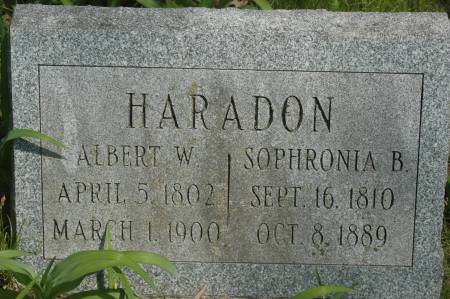 HARADON
ALBERT W.
APRIL 5, 1802
MARCH 1, 1900
SOPHRONIA B.
SEPT. 16, 1810
OCT. 8, 1889